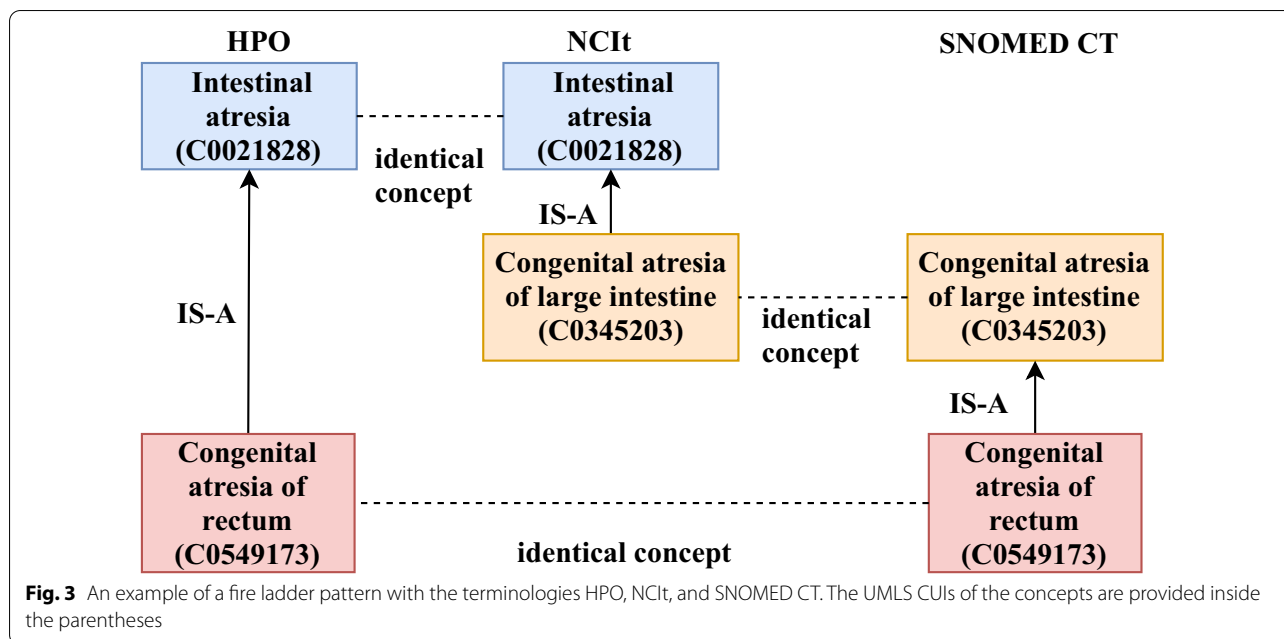 HPO
NCIt
SNOMED CT
Intestinal
atresia
(C0021828)
Intestinal
atresia
(C0021828)
identical
concept
IS-A
Congenital atresia
of large intestine
(C0345203)
Congenital atresia
of large intestine
(C0345203)
identical
concept
IS-A
IS-A
Congenital
atresia of
rectum
(C0549173)
Congenital
atresia of
rectum
(C0549173)
identical concept
Fig. 3 An example of a fire ladder pattern with the terminologies HPO, NCIt, and SNOMED CT. The UMLS CUIs of the concepts are provided inside
the parentheses